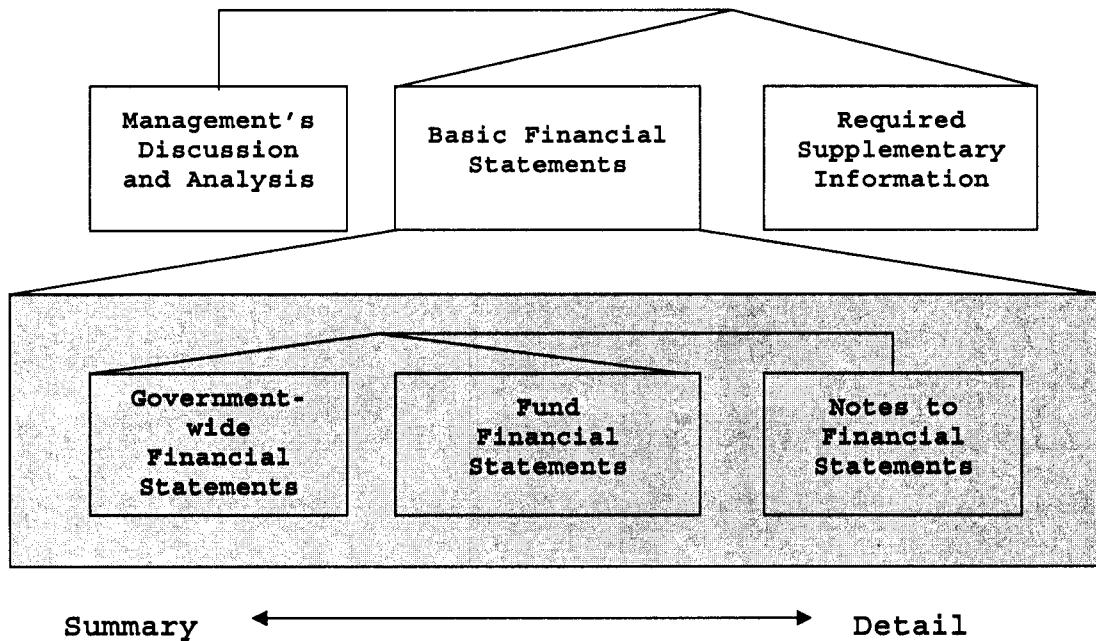 Management's
Discussion
and Analysis
Basic Financial
Statements
Required
Supplementary
Information
Government-
wide
Financial
Statements
Fund
Financial
Statements
Notes to
Financial
Statements
Summary
Detail